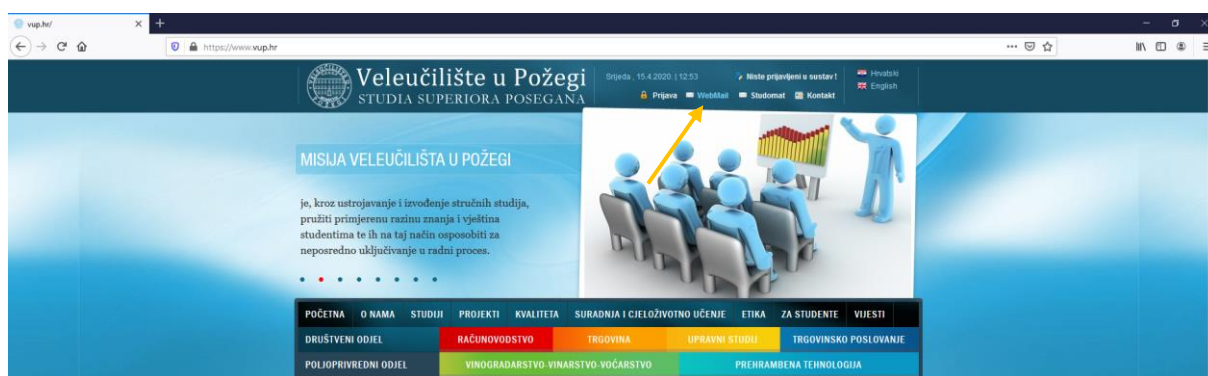 vup.hr/
https://www.vup.hr
Veleučilište u Požegi
STUDIA SUPERIORA POSEGANA
Srijeda, 15.4.2020. | 12:53
Niste prijavljeni u sustav !
Prijava WebMail Studomat Kontakt
Hrvatski
English
MISIJA VELEUČILIŠTA U POŽEGI
je, kroz ustrojavanje i izvođenje stručnih studija,
pružiti primjerenu razinu znanja i vještina
studentima te ih na taj način osposobiti za
neposredno uključivanje u radni proces.
POČETNA O NAMA STUDIJI PROJEKTI KVALITETA SURADNJA I CJELOŽIVOTNO UČENJE ETIKA ZA STUDENTE VIJESTI
DRUŠTVENI ODJEL RAČUNOVODSTVO TRGOVINA UPRAVNI STUDIJ TRGOVINSKO POSLOVANJE
POLJOPRIVREDNI ODJEL VINOGRADARSTVO-VINARSTVO-VOĆARSTVO PREHRAMBENA TEHNOLOGIJA